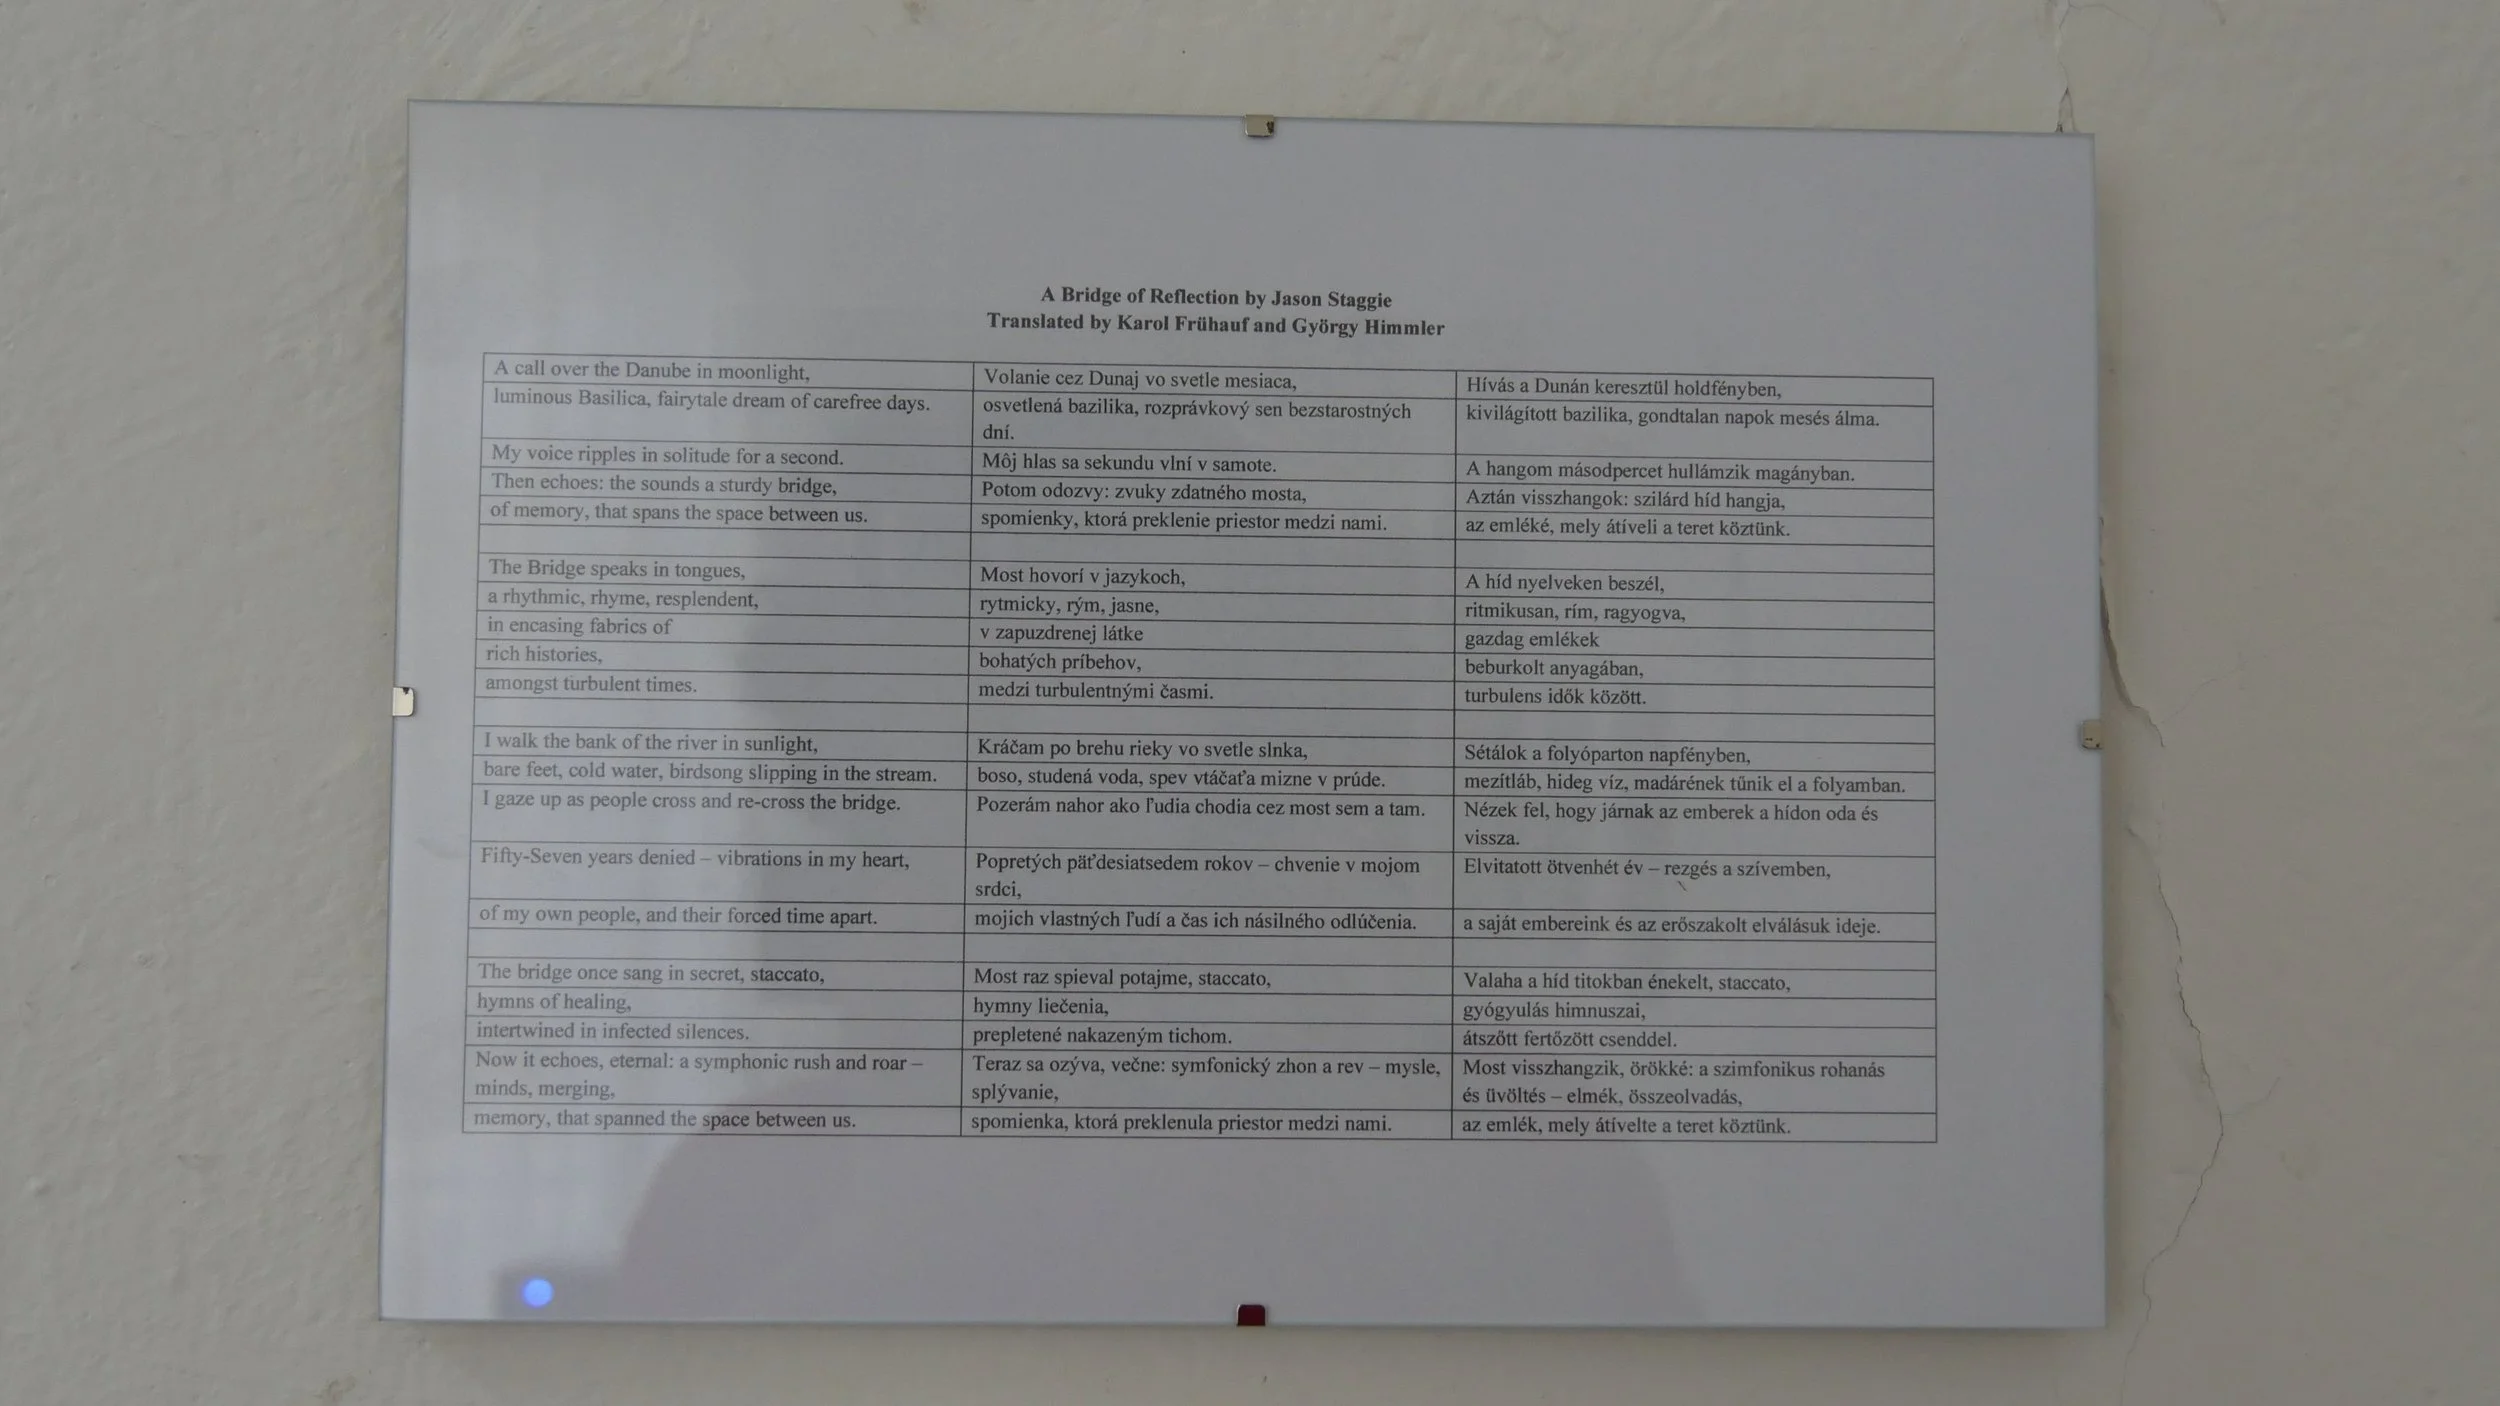 A Bridge of Reflection by Jason Staggie
Translated by Karol Frühauf and György Himmler
A call over the Danube in moonlight,
Volanie cez Dunaj vo svetle mesiaca,
Hívás a Dunán keresztül holdfényben,
luminous Basilica, fairytale dream of carefree days.
osvetlená bazilika, rozprávkový sen bezstarostných
dní.
kivilágított bazilika, gondtalan napok mesés álma.
My voice ripples in solitude for a second.
Môj hlas sa sekundu vlní v samote.
A hangom másodpercet hullámzik magányban.
Then echoes: the sounds a sturdy bridge,
Potom odozvy: zvuky zdatného mosta,
Aztán visszhangok: szilárd híd hangja,
of memory, that spans the space between us.
spomienky, ktorá preklenie priestor medzi nami.
az emléké, mely átíveli a teret köztünk.
The Bridge speaks in tongues,
Most hovorí v jazykoch,
A híd nyelveken beszél,
a rhythmic, rhyme, resplendent,
rytmicky, rým, jasne,
ritmikusan, rím, ragyogva,
in encasing fabrics of
v zapuzdrenej látke
gazdag emlékek
rich histories,
bohatých príbehov,
beburkolt anyagában,
amongst turbulent times.
medzi turbulentnými časmi.
turbulens idők között.
I walk the bank of the river in sunlight,
Kráčam po brehu rieky vo svetle slnka,
Sétálok a folyóparton napfényben,
bare feet, cold water, birdsong slipping in the stream.
boso, studená voda, spev vtáčaťa mizne v prúde.
mezítláb, hideg víz, madárének tűnik el a folyamban.
I gaze up as people cross and re-cross the bridge.
Pozerám nahor ako ľudia chodia cez most sem a tam.
Nézek fel, hogy járnak az emberek a hídon oda és
vissza.
Fifty-Seven years denied – vibrations in my heart,
Popretých päťdesiatsedem rokov – chvenie v mojom
srdci,
Elvitatott ötvenhét év – rezgés a szívemben,
of my own people, and their forced time apart.
mojich vlastných ľudí a čas ich násilného odlúčenia.
a saját embereink és az erőszakolt elválásuk ideje.
The bridge once sang in secret, staccato,
Most raz spieval potajme, staccato,
Valaha a híd titokban énekelt, staccato,
hymns of healing,
hymny liečenia,
gyógyulás himnuszai,
intertwined in infected silences.
prepletené nakazeným tichom.
átszőtt fertőzött csenddel.
Now it echoes, eternal: a symphonic rush and roar –
minds, merging,
Teraz sa ozýva, večne: symfonický zhon a rev – mysle,
splývanie,
Most visszhangzik, örökké: a szimfonikus rohanás
és üvöltés – elmék, összeolvadás,
memory, that spanned the space between us.
spomienka, ktorá preklenula priestor medzi nami.
az emlék, mely átívelte a teret köztünk.